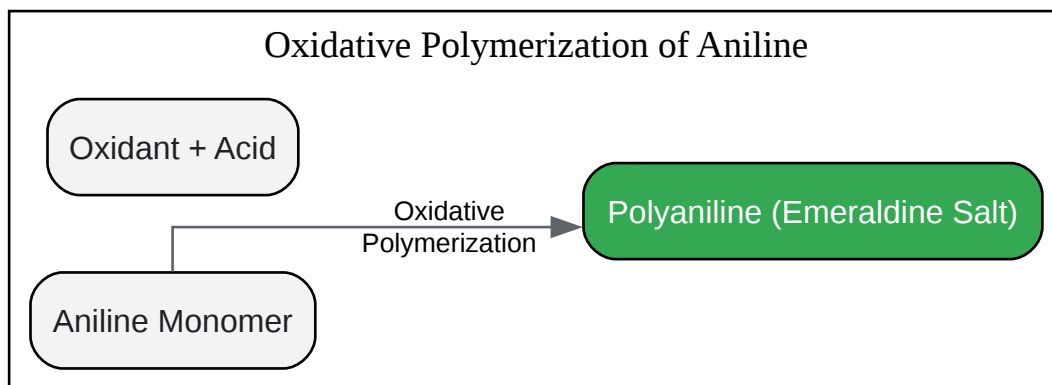 Oxidative Polymerization of Aniline
Oxidant + Acid
Oxidative
Polymerization
Polyaniline (Emeraldine Salt)
Aniline Monomer